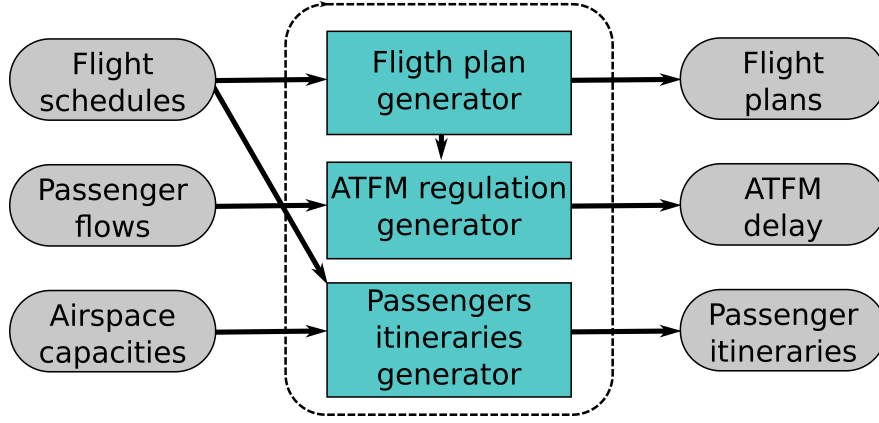 Flight
schedules
Fligth plan
generator
Flight
plans
Passenger
flows
ATFM regulation
generator
ATFM
delay
Airspace
capacities
Passengers
itineraries
generator
Passenger
itineraries